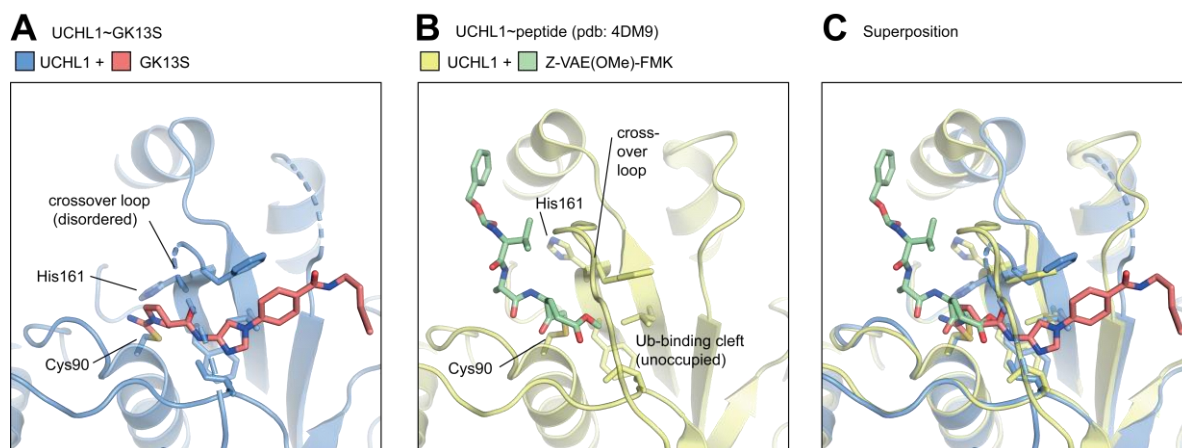 A UCHL1~GK13S
UCHL1 + GK13S
crossover loop
(disordered)
His161
Cys90
B UCHL1~peptide (pdb: 4DM9)
UCHL1 + Z-VAE(OMe)-FMK
cross-
over
loop
His161
Cys90
Ub-binding cleft
(unoccupied)
C Superposition